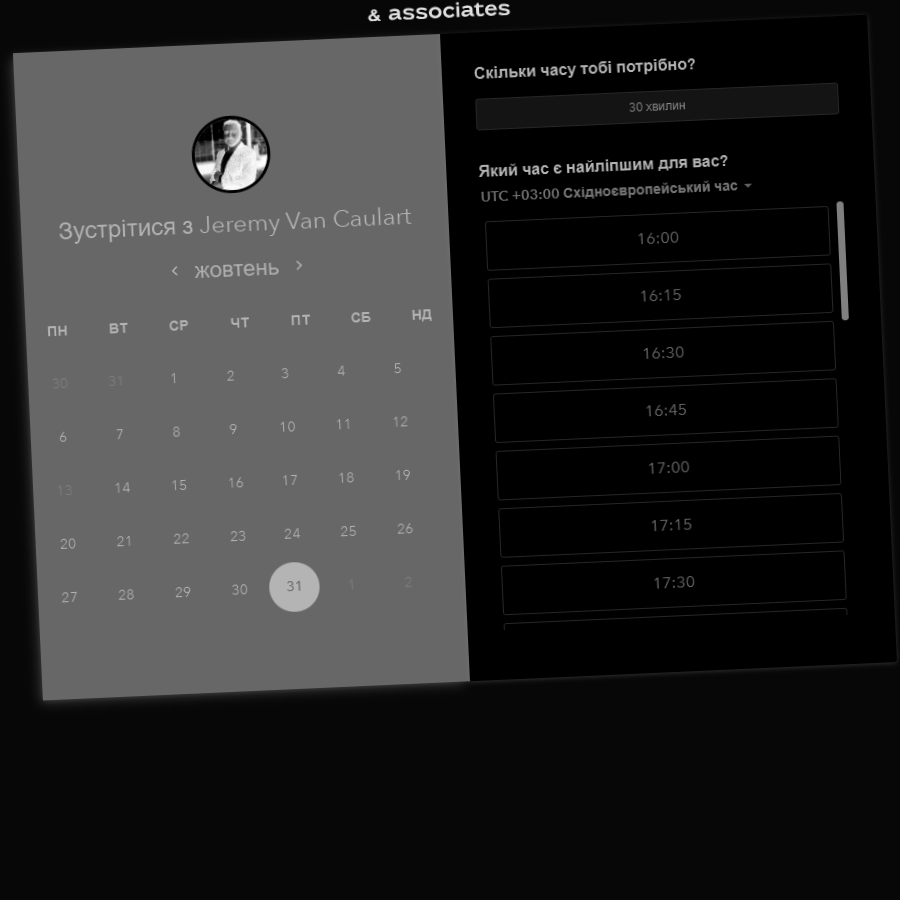 & associates
Зустрітися з Jeremy Van Caulart
‹ жовтень ›
ПН ВТ СР ЧТ ПТ СБ НД
30 31 1 2 3 4 5
6 7 8 9 10 11 12
13 14 15 16 17 18 19
20 21 22 23 24 25 26
27 28 29 30 31 1 2
Скільки часу тобі потрібно?
30 хвилин
Який час є найліпшим для вас?
UTC +03:00 Східноєвропейський час
16:00
16:15
16:30
16:45
17:00
17:15
17:30